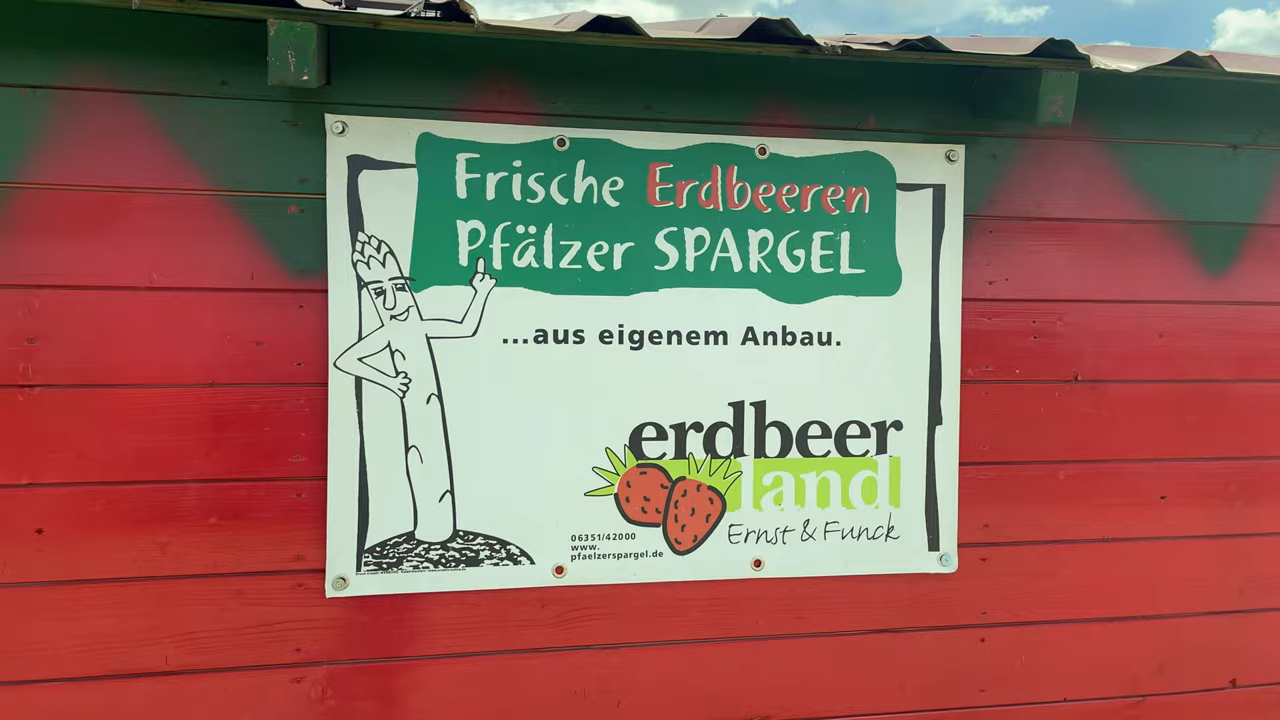 Frische Erdbeeren
Pfälzer SPARGEL
...aus eigenem Anbau.
erdbeer
land
Ernst & Funck
06351/42000
www.
pfaelzerspargel.de